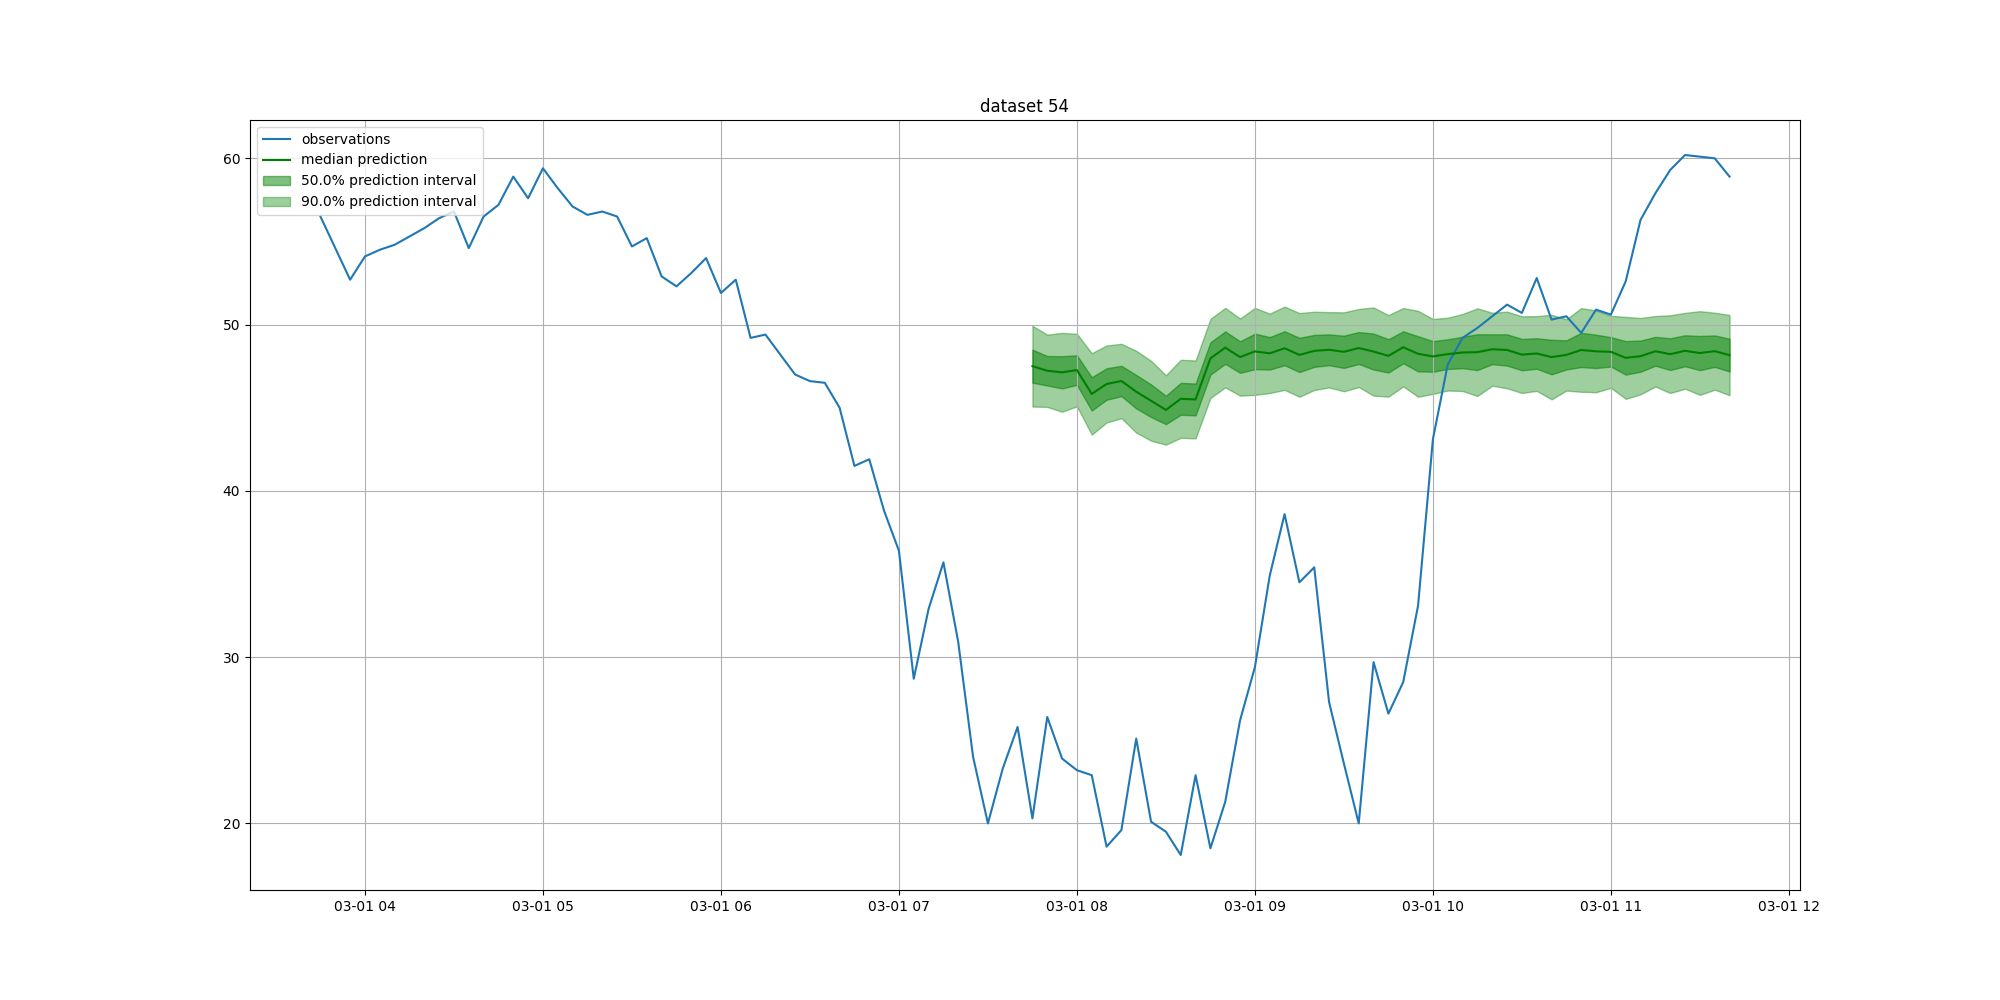 dataset 54
observations
median prediction
50.0% prediction interval
90.0% prediction interval
60
50
40
30
20
03-01 04
03-01 05
03-01 06
03-01 07
03-01 08
03-01 09
03-01 10
03-01 11
03-01 12